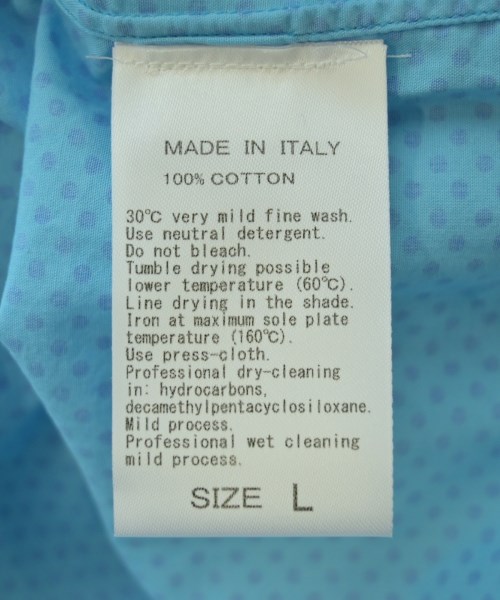 MADE IN ITALY
100% COTTON
30℃ very mild fine wash.
Use neutral detergent.
Do not bleach.
Tumble drying possible
lower temperature (60℃).
Line drying in the shade.
Iron at maximum sole plate
temperature (160℃).
Use press-cloth.
Professional dry-cleaning
in: hydrocarbons,
decamethylpentacyclosiloxane.
Mild process.
Professional wet cleaning
mild process.
SIZE L